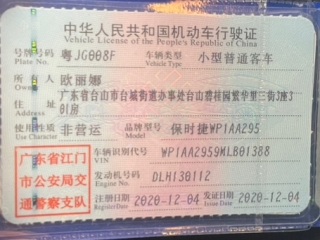 中华人民共和国机动车行驶证
Vehicle License of the People's Republic of China
号牌号码 粤JG008F 车辆类型 小型普通客车
Plate No. Vehicle Type
所有人 欧丽娜
Owner
住址 广东省台山市台城街道办事处台山碧桂园紫华里三街3座3
01房
Address
使用性质 非营运 品牌型号 保时捷WP1AA295
Use Character Model
广东省江门
市公安局交
通警察支队
车辆识别代号 WP1AA2959MLB01388
VIN
发动机号码 DLH130112
Engine No.
注册日期 2020-12-04 发证日期 2020-12-04
Register Date Issue Date